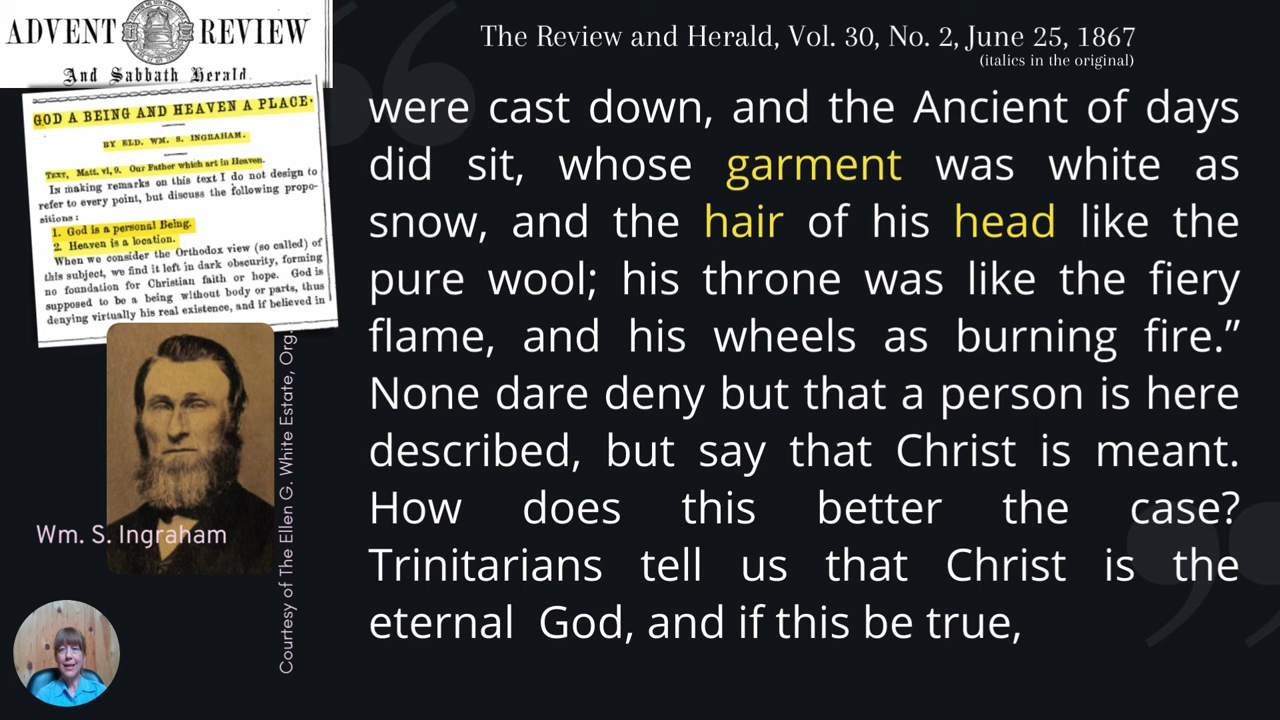 ADVENT REVIEW
And Sabbath Herald.
GOD A BEING AND HEAVEN A PLACE.
BY ELD. WM. S. INGRAHAM.
TEXT, Matt. vi, 9. Our Father which art in Heaven.
In making remarks on this text I do not design to
refer to every point, but discuss the following propo-
sitions:
1. God is a personal Being.
2. Heaven is a location.
When we consider the Orthodox view (so called) of
this subject, we find it left in dark obscurity, forming
no foundation for Christian faith or hope. God is
supposed to be a being without body or parts, thus
denying virtually his real existence, and if believed in
Wm. S. Ingraham
Courtesy of The Ellen G. White Estate, Org.
The Review and Herald, Vol. 30, No. 2, June 25, 1867
(italics in the original)
were cast down, and the Ancient of days
did sit, whose garment was white as
snow, and the hair of his head like the
pure wool; his throne was like the fiery
flame, and his wheels as burning fire.”
None dare deny but that a person is here
described, but say that Christ is meant.
How does this better the case?
Trinitarians tell us that Christ is the
eternal God, and if this be true,